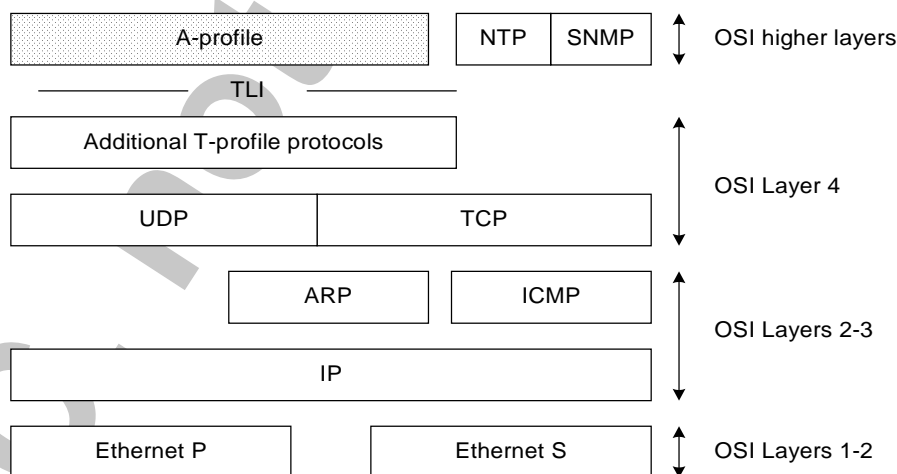 A-profile NTP SNMP OSI higher layers
TLI
Additional T-profile protocols
OSI Layer 4
UDP TCP
ARP ICMP
OSI Layers 2-3
IP
Ethernet P Ethernet S OSI Layers 1-2